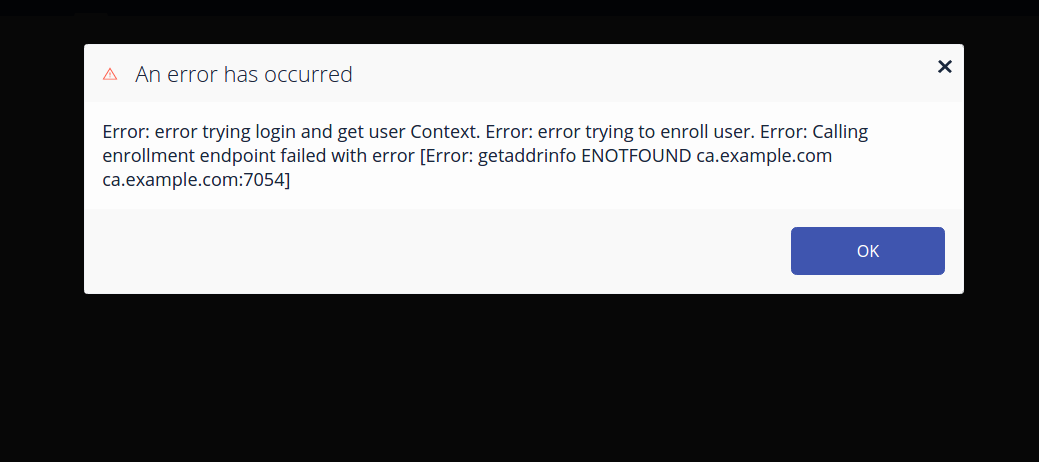 An error has occurred
Error: error trying login and get user Context. Error: error trying to enroll user. Error: Calling
enrollment endpoint failed with error [Error: getaddrinfo ENOTFOUND ca.example.com
ca.example.com:7054]
OK